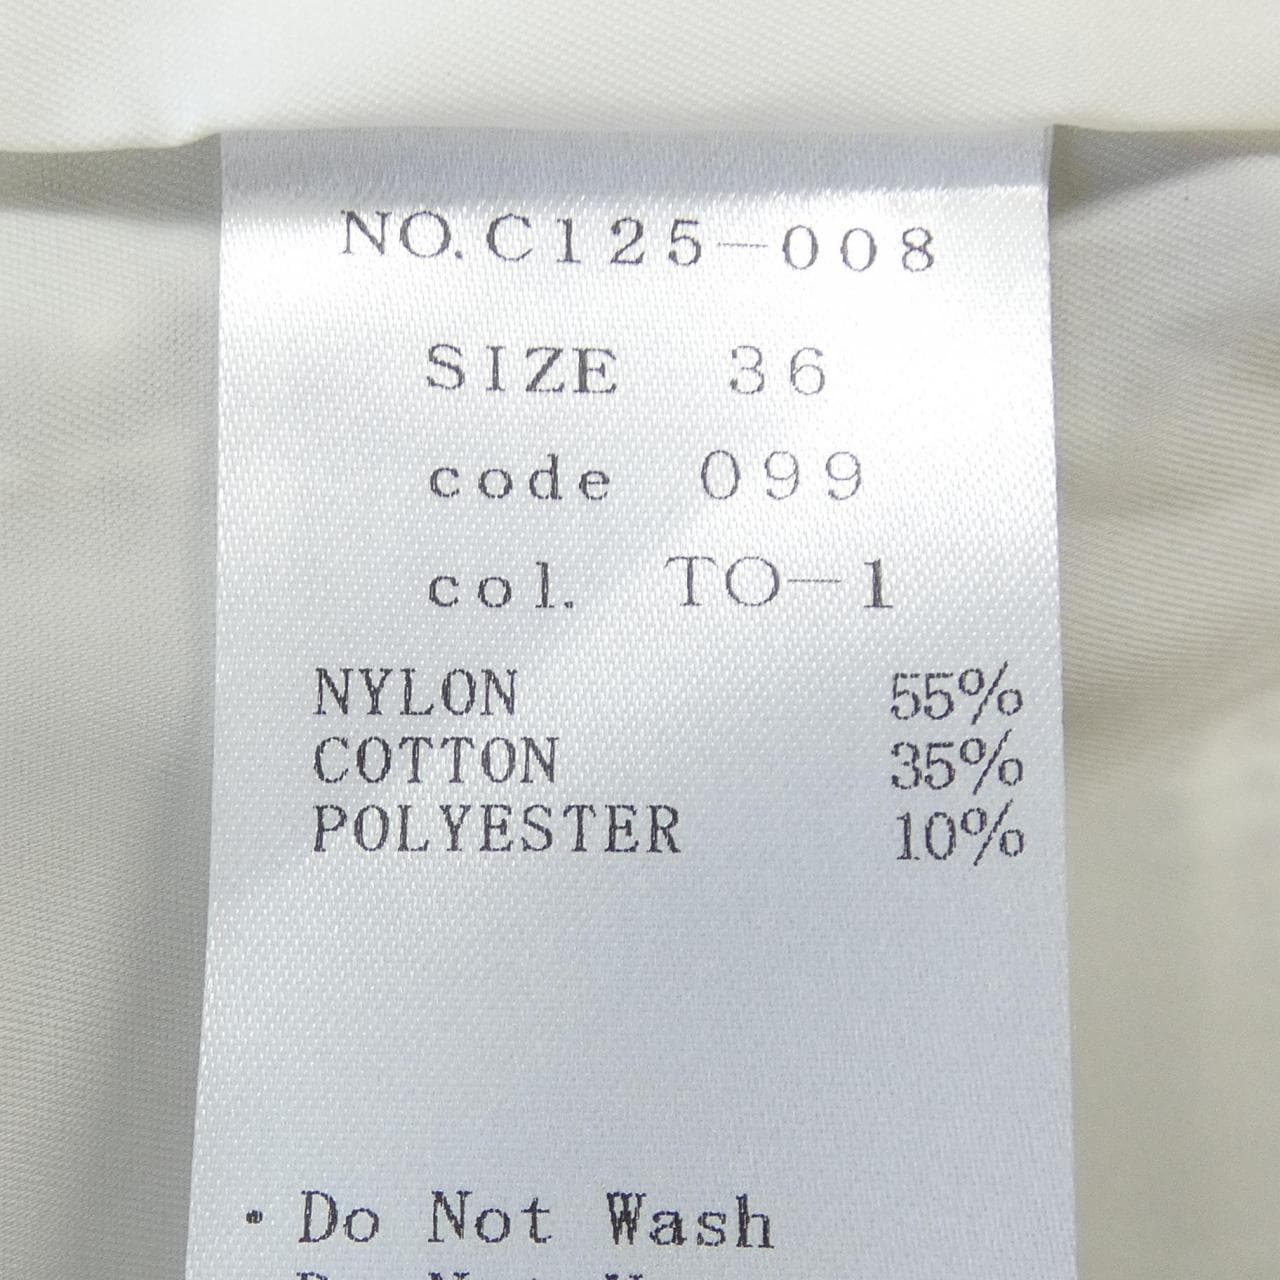 NO.C125-008
SIZE 36
code 099
col. TO-1
NYLON 55%
COTTON 35%
POLYESTER 10%
・Do Not Wash